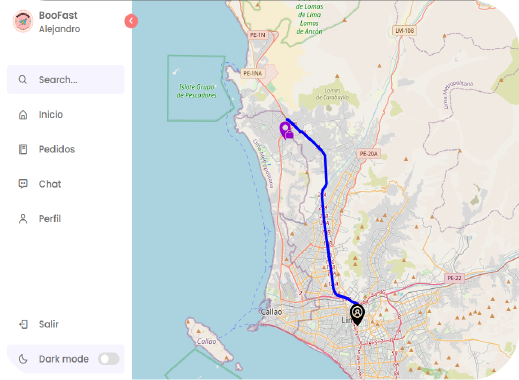 BooFast
Alejandro
Search...
Inicio
Pedidos
Chat
Perfil
Salir
Dark mode
de Lomas
de Lima
Lomas
de Ancón
PE-1N
LM-108
PE-1NA
Islote Grupo
de Pescadores
Lomas
de Carabayllo
Lima Metropolitana
Lima Metropolitana
PE-20A
PE-22
Callao
Lim
Callao